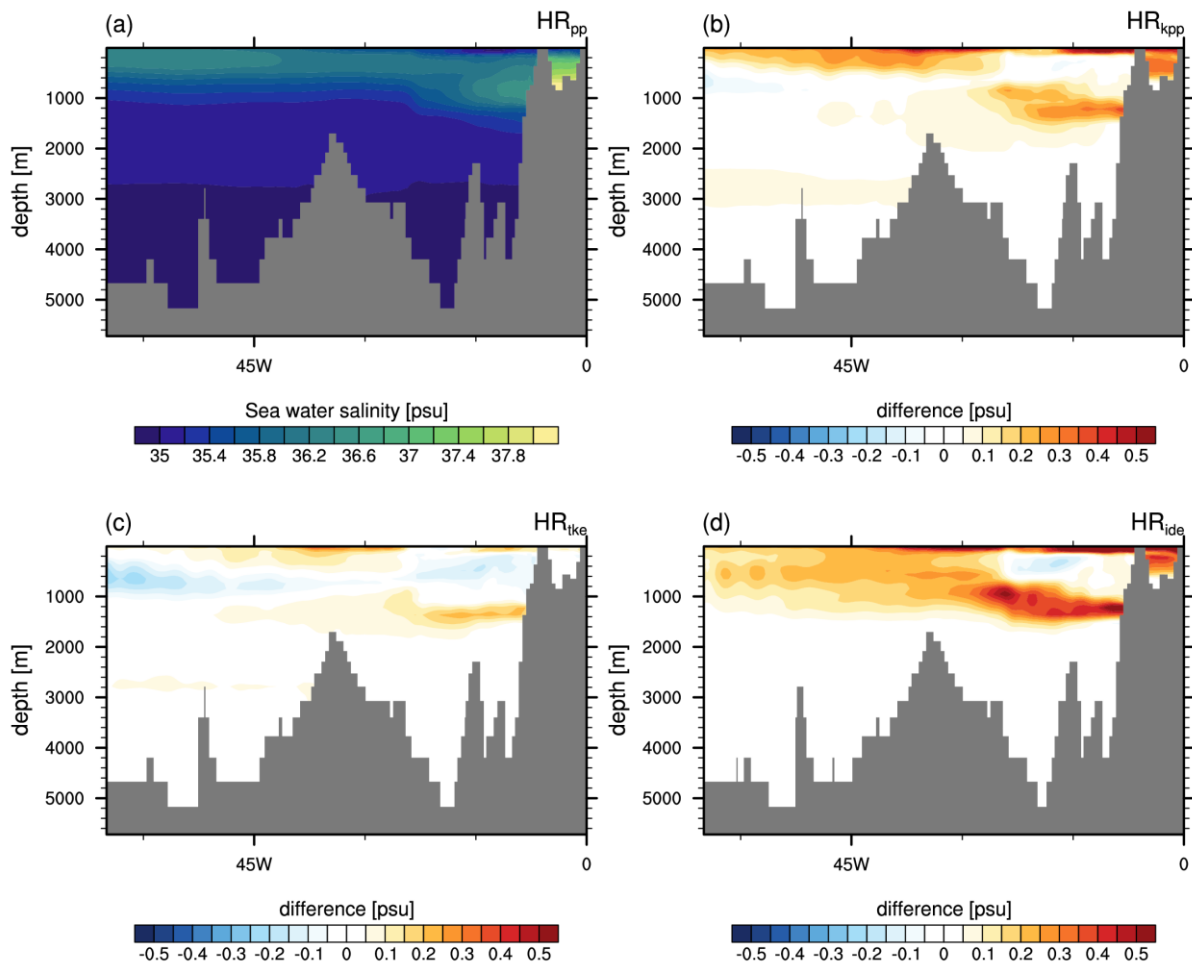 (a) HR_pp
1000
2000
3000
4000
5000
depth [m]
45W 0
Sea water salinity [psu]
35 35.4 35.8 36.2 36.6 37 37.4 37.8
(b) HR_kpp
1000
2000
3000
4000
5000
depth [m]
45W 0
difference [psu]
-0.5 -0.4 -0.3 -0.2 -0.1 0 0.1 0.2 0.3 0.4 0.5
(c) HR_tke
1000
2000
3000
4000
5000
depth [m]
45W 0
difference [psu]
-0.5 -0.4 -0.3 -0.2 -0.1 0 0.1 0.2 0.3 0.4 0.5
(d) HR_ide
1000
2000
3000
4000
5000
depth [m]
45W 0
difference [psu]
-0.5 -0.4 -0.3 -0.2 -0.1 0 0.1 0.2 0.3 0.4 0.5